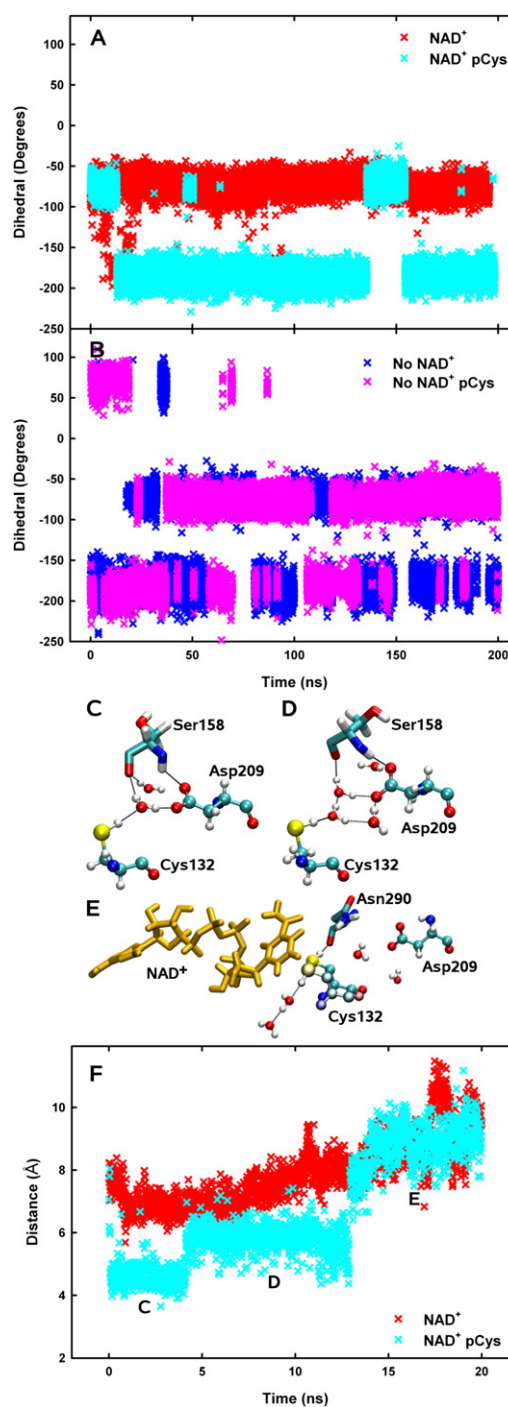 A
× NAD+
× NAD+ pCys
100
50
0
-50
-100
-150
-200
-250
Dihedral (Degrees)
B
× No NAD+
× No NAD+ pCys
100
50
0
-50
-100
-150
-200
-250
Dihedral (Degrees)
0 50 100 150 200
Time (ns)
C
Ser158
Asp209
Cys132
D
Ser158
Asp209
Cys132
E
Asn290
NAD+
Asp209
Cys132
F
10
8
6
4
2
Distance (Å)
C
D
E
× NAD+
× NAD+ pCys
0 5 10 15 20
Time (ns)